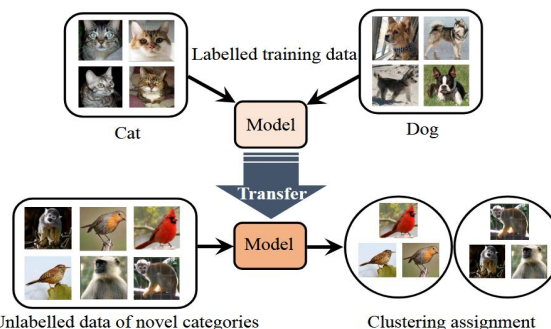 Labelled training data
Cat
Model
Dog
Transfer
Model
Unlabelled data of novel categories
Clustering assignment